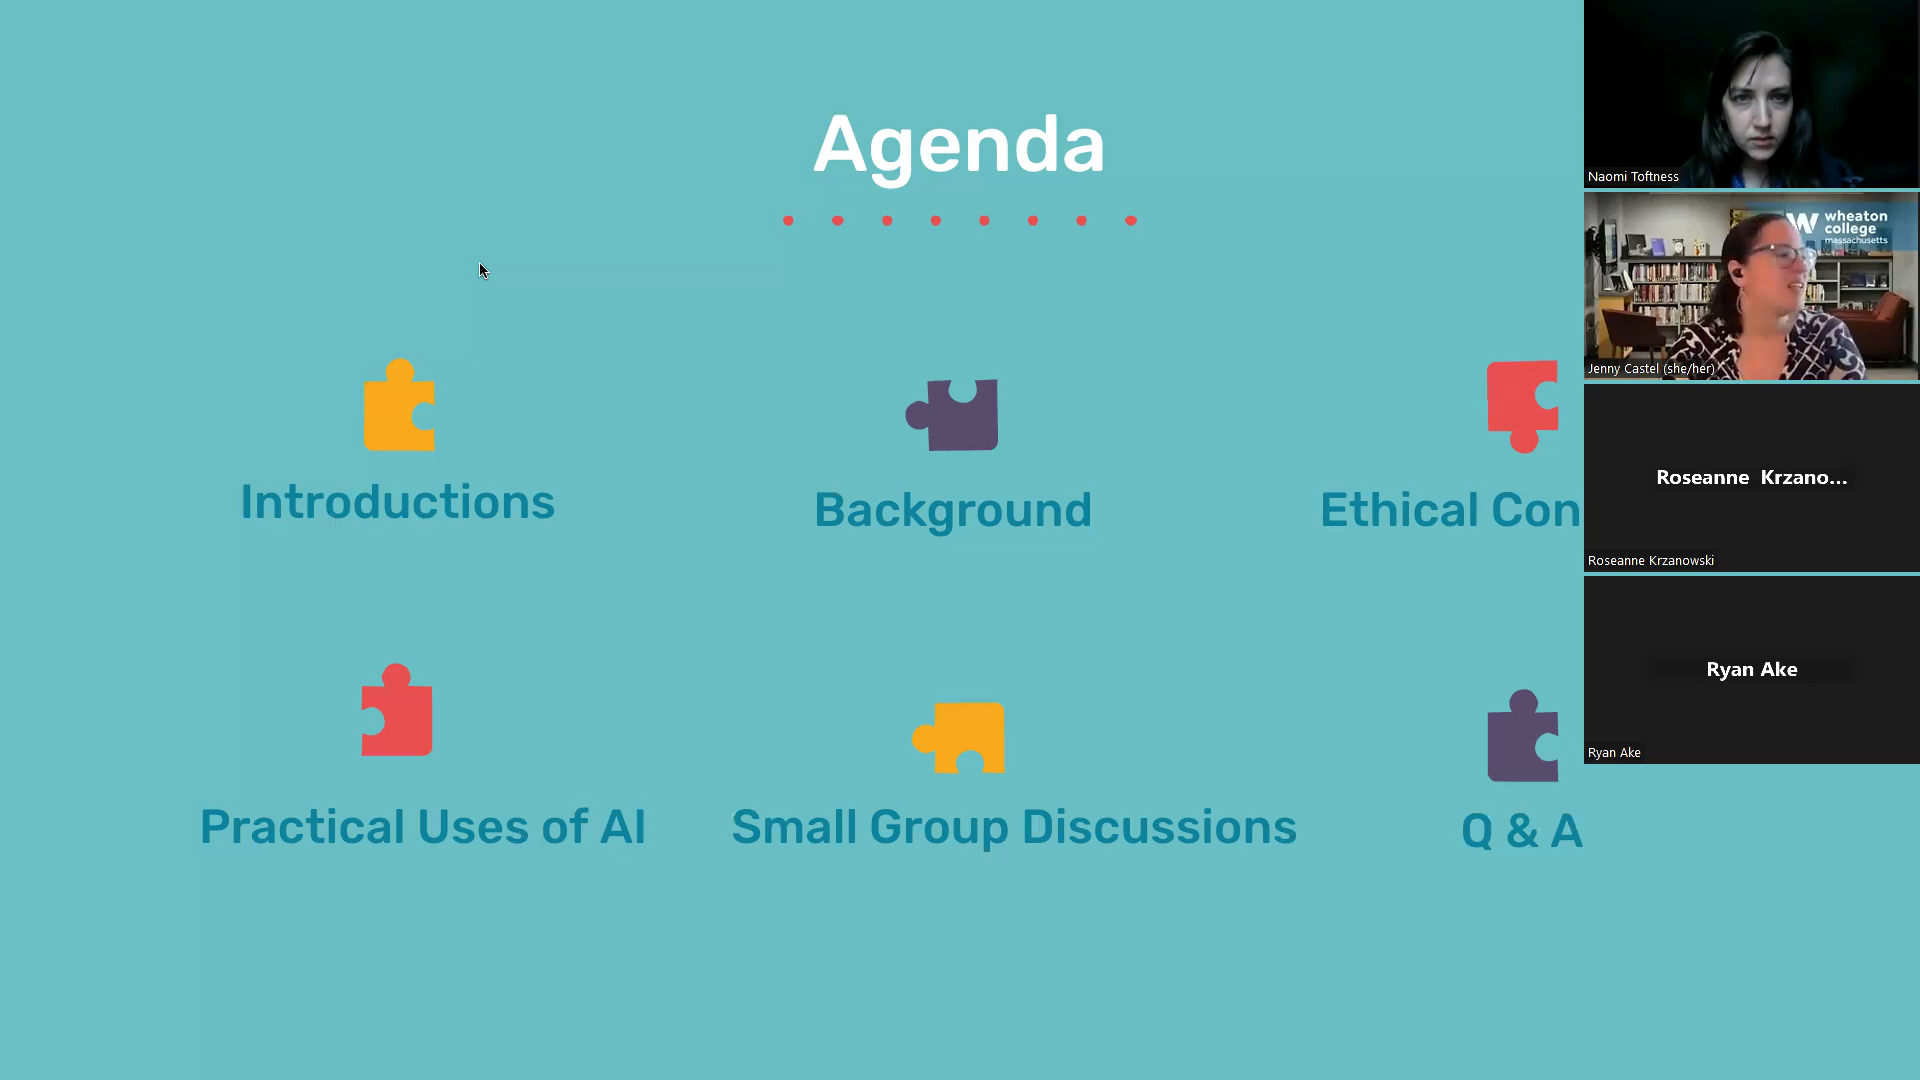 Agenda
Introductions
Background
Ethical Con
Practical Uses of AI
Small Group Discussions
Q & A
Naomi Toftness
wheaton
college
massachusetts
Jenny Castel (she/her)
Roseanne Krzano...
Roseanne Krzanowski
Ryan Ake
Ryan Ake